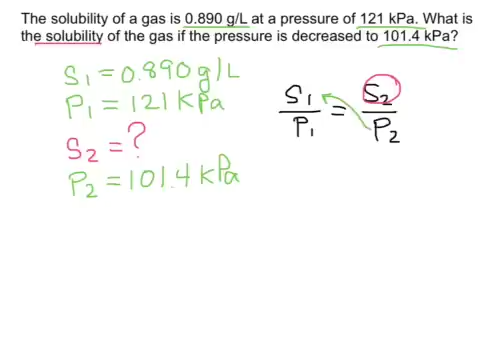 The solubility of a gas is 0.890 g/L at a pressure of 121 kPa. What is
the solubility of the gas if the pressure is decreased to 101.4 kPa?
S₁ = 0.890 g/L
P₁ = 121 kPa
S₂ = ?
P₂ = 101.4 kPa
S₁/P₁ = S₂/P₂